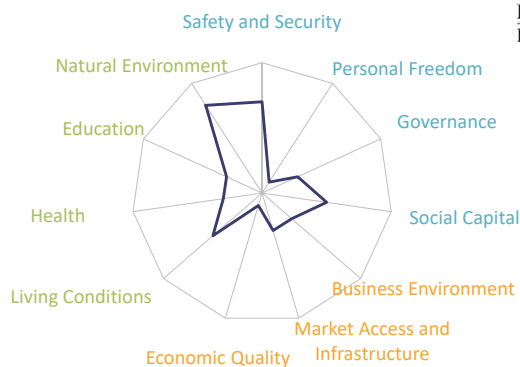 Safety and Security
Natural Environment
Personal Freedom
Education
Governance
Health
Social Capital
Living Conditions
Business Environment
Market Access and
Infrastructure
Economic Quality